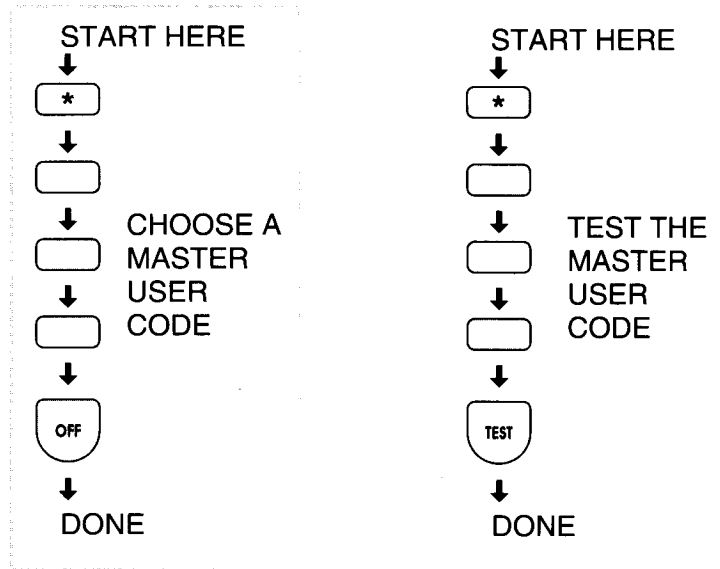 START HERE
*
CHOOSE A
MASTER
USER
CODE
OFF
DONE
START HERE
*
TEST THE
MASTER
USER
CODE
TEST
DONE